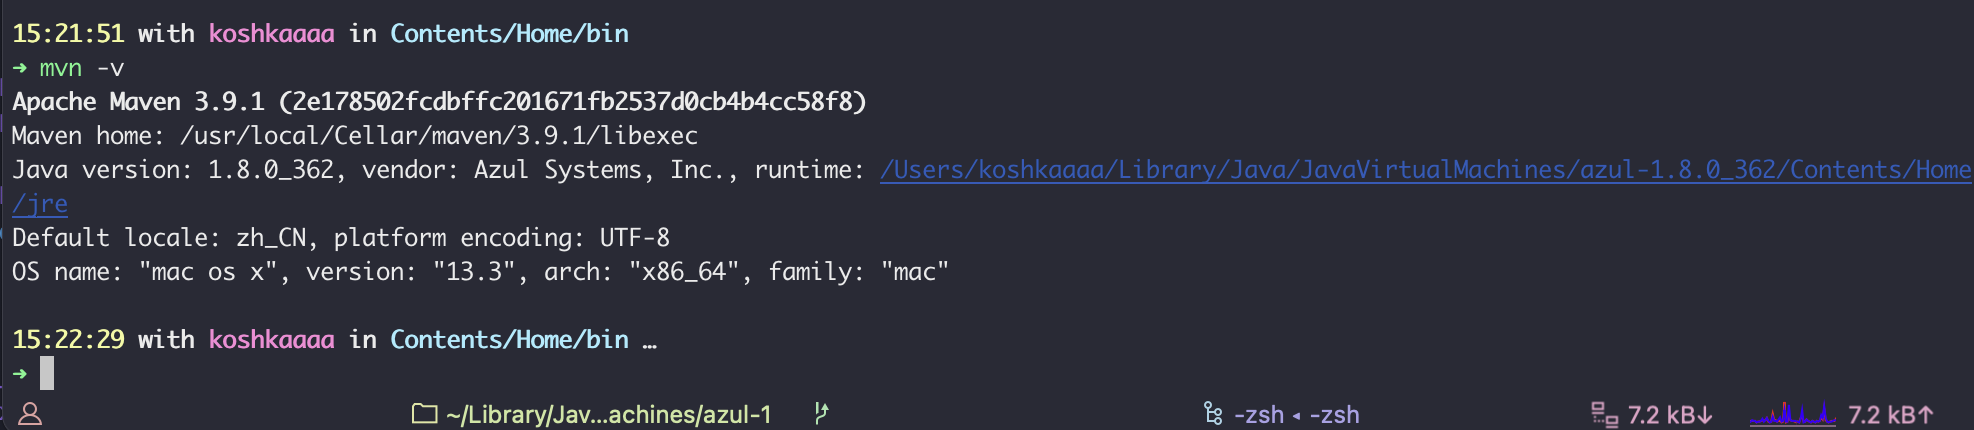 15:21:51 with koshkaaaa in Contents/Home/bin
➜ mvn -v
Apache Maven 3.9.1 (2e178502fcdbffc201671fb2537d0cb4b4cc58f8)
Maven home: /usr/local/Cellar/maven/3.9.1/libexec
Java version: 1.8.0_362, vendor: Azul Systems, Inc., runtime: /Users/koshkaaaa/Library/Java/JavaVirtualMachines/azul-1.8.0_362/Contents/Home
/jre
Default locale: zh_CN, platform encoding: UTF-8
OS name: "mac os x", version: "13.3", arch: "x86_64", family: "mac"
15:22:29 with koshkaaaa in Contents/Home/bin …
➜
~/Library/Jav...achines/azul-1 -zsh ◂ -zsh 7.2 kB↓ 7.2 kB↑